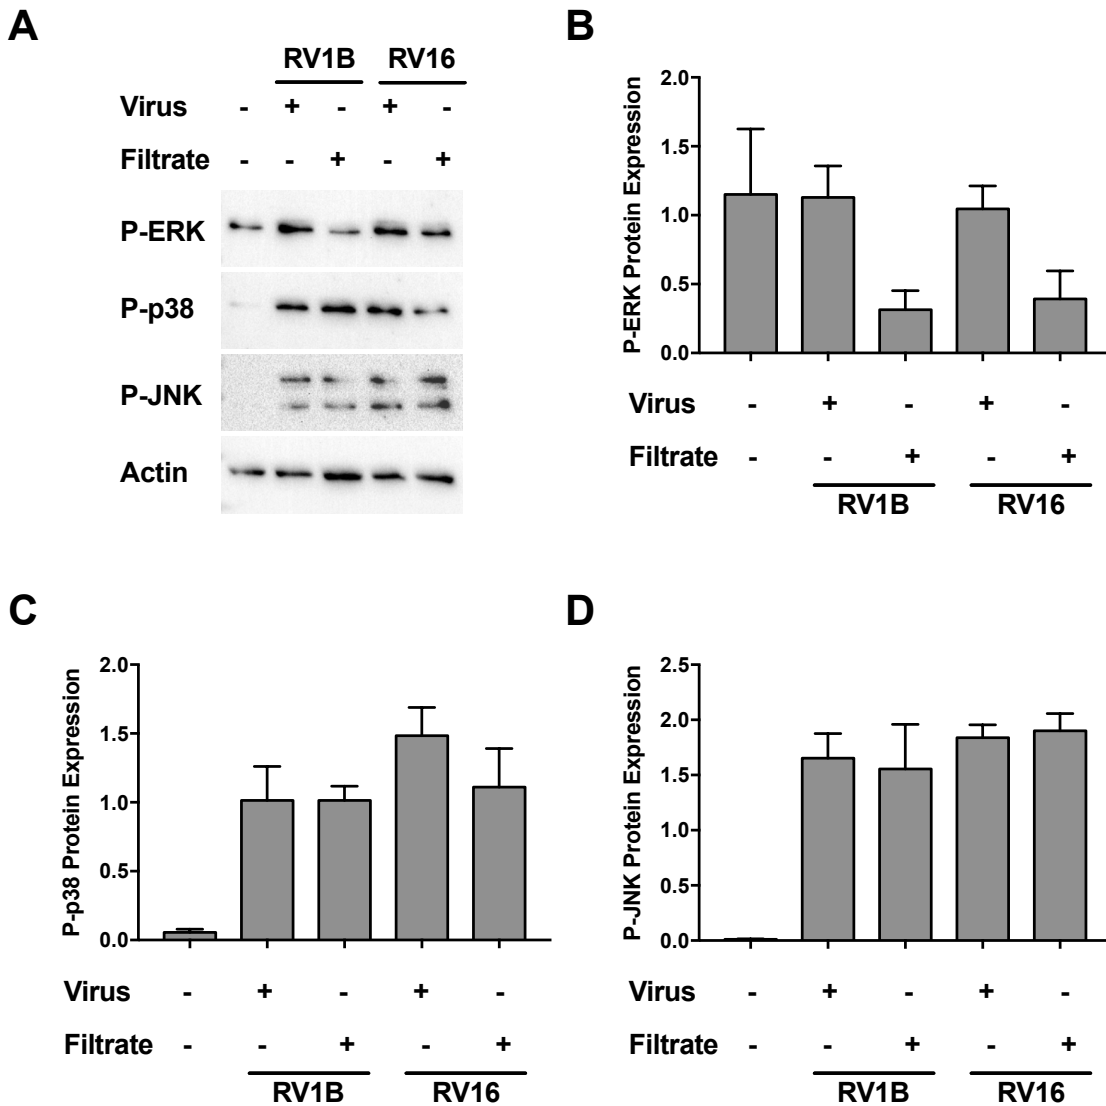 A
RV1B RV16
Virus - + - + -
Filtrate - - + - +
P-ERK
P-p38
P-JNK
Actin
B
P-ERK Protein Expression
2.0
1.5
1.0
0.5
0.0
Virus - + - + -
Filtrate - - + - +
RV1B RV16
C
P-p38 Protein Expression
2.0
1.5
1.0
0.5
0.0
Virus - + - + -
Filtrate - - + - +
RV1B RV16
D
P-JNK Protein Expression
2.5
2.0
1.5
1.0
0.5
0.0
Virus - + - + -
Filtrate - - + - +
RV1B RV16